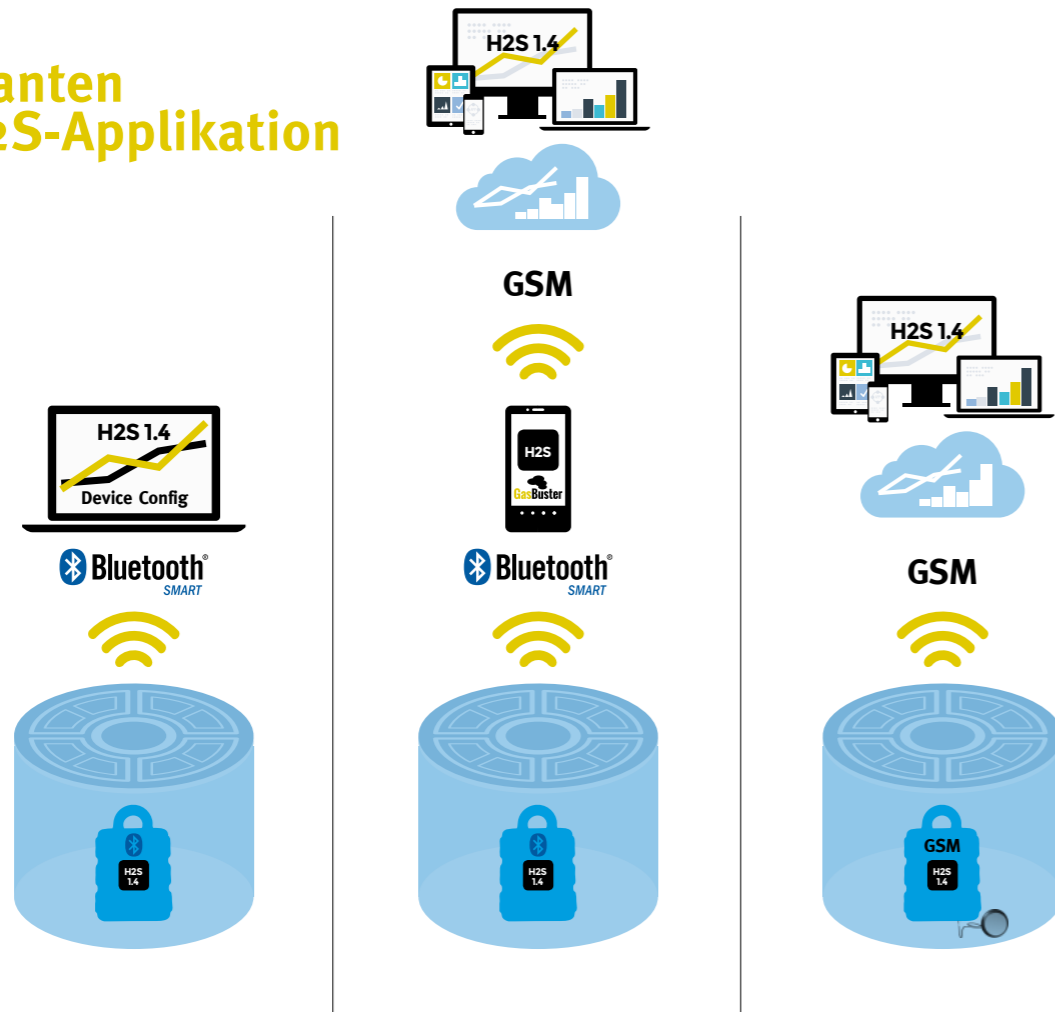 anten
2S-Applikation
H2S 1.4
Device Config
Bluetooth®
SMART
H2S
1.4
H2S 1.4
GSM
H2S
GasBuster
Bluetooth®
SMART
H2S
1.4
H2S 1.4
GSM
GSM
H2S
1.4